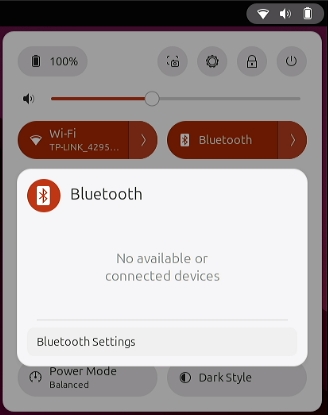 100%
Wi-Fi
TP-LINK_4295...
Bluetooth
Bluetooth
No available or
connected devices
Bluetooth Settings
Power Mode
Balanced
Dark Style